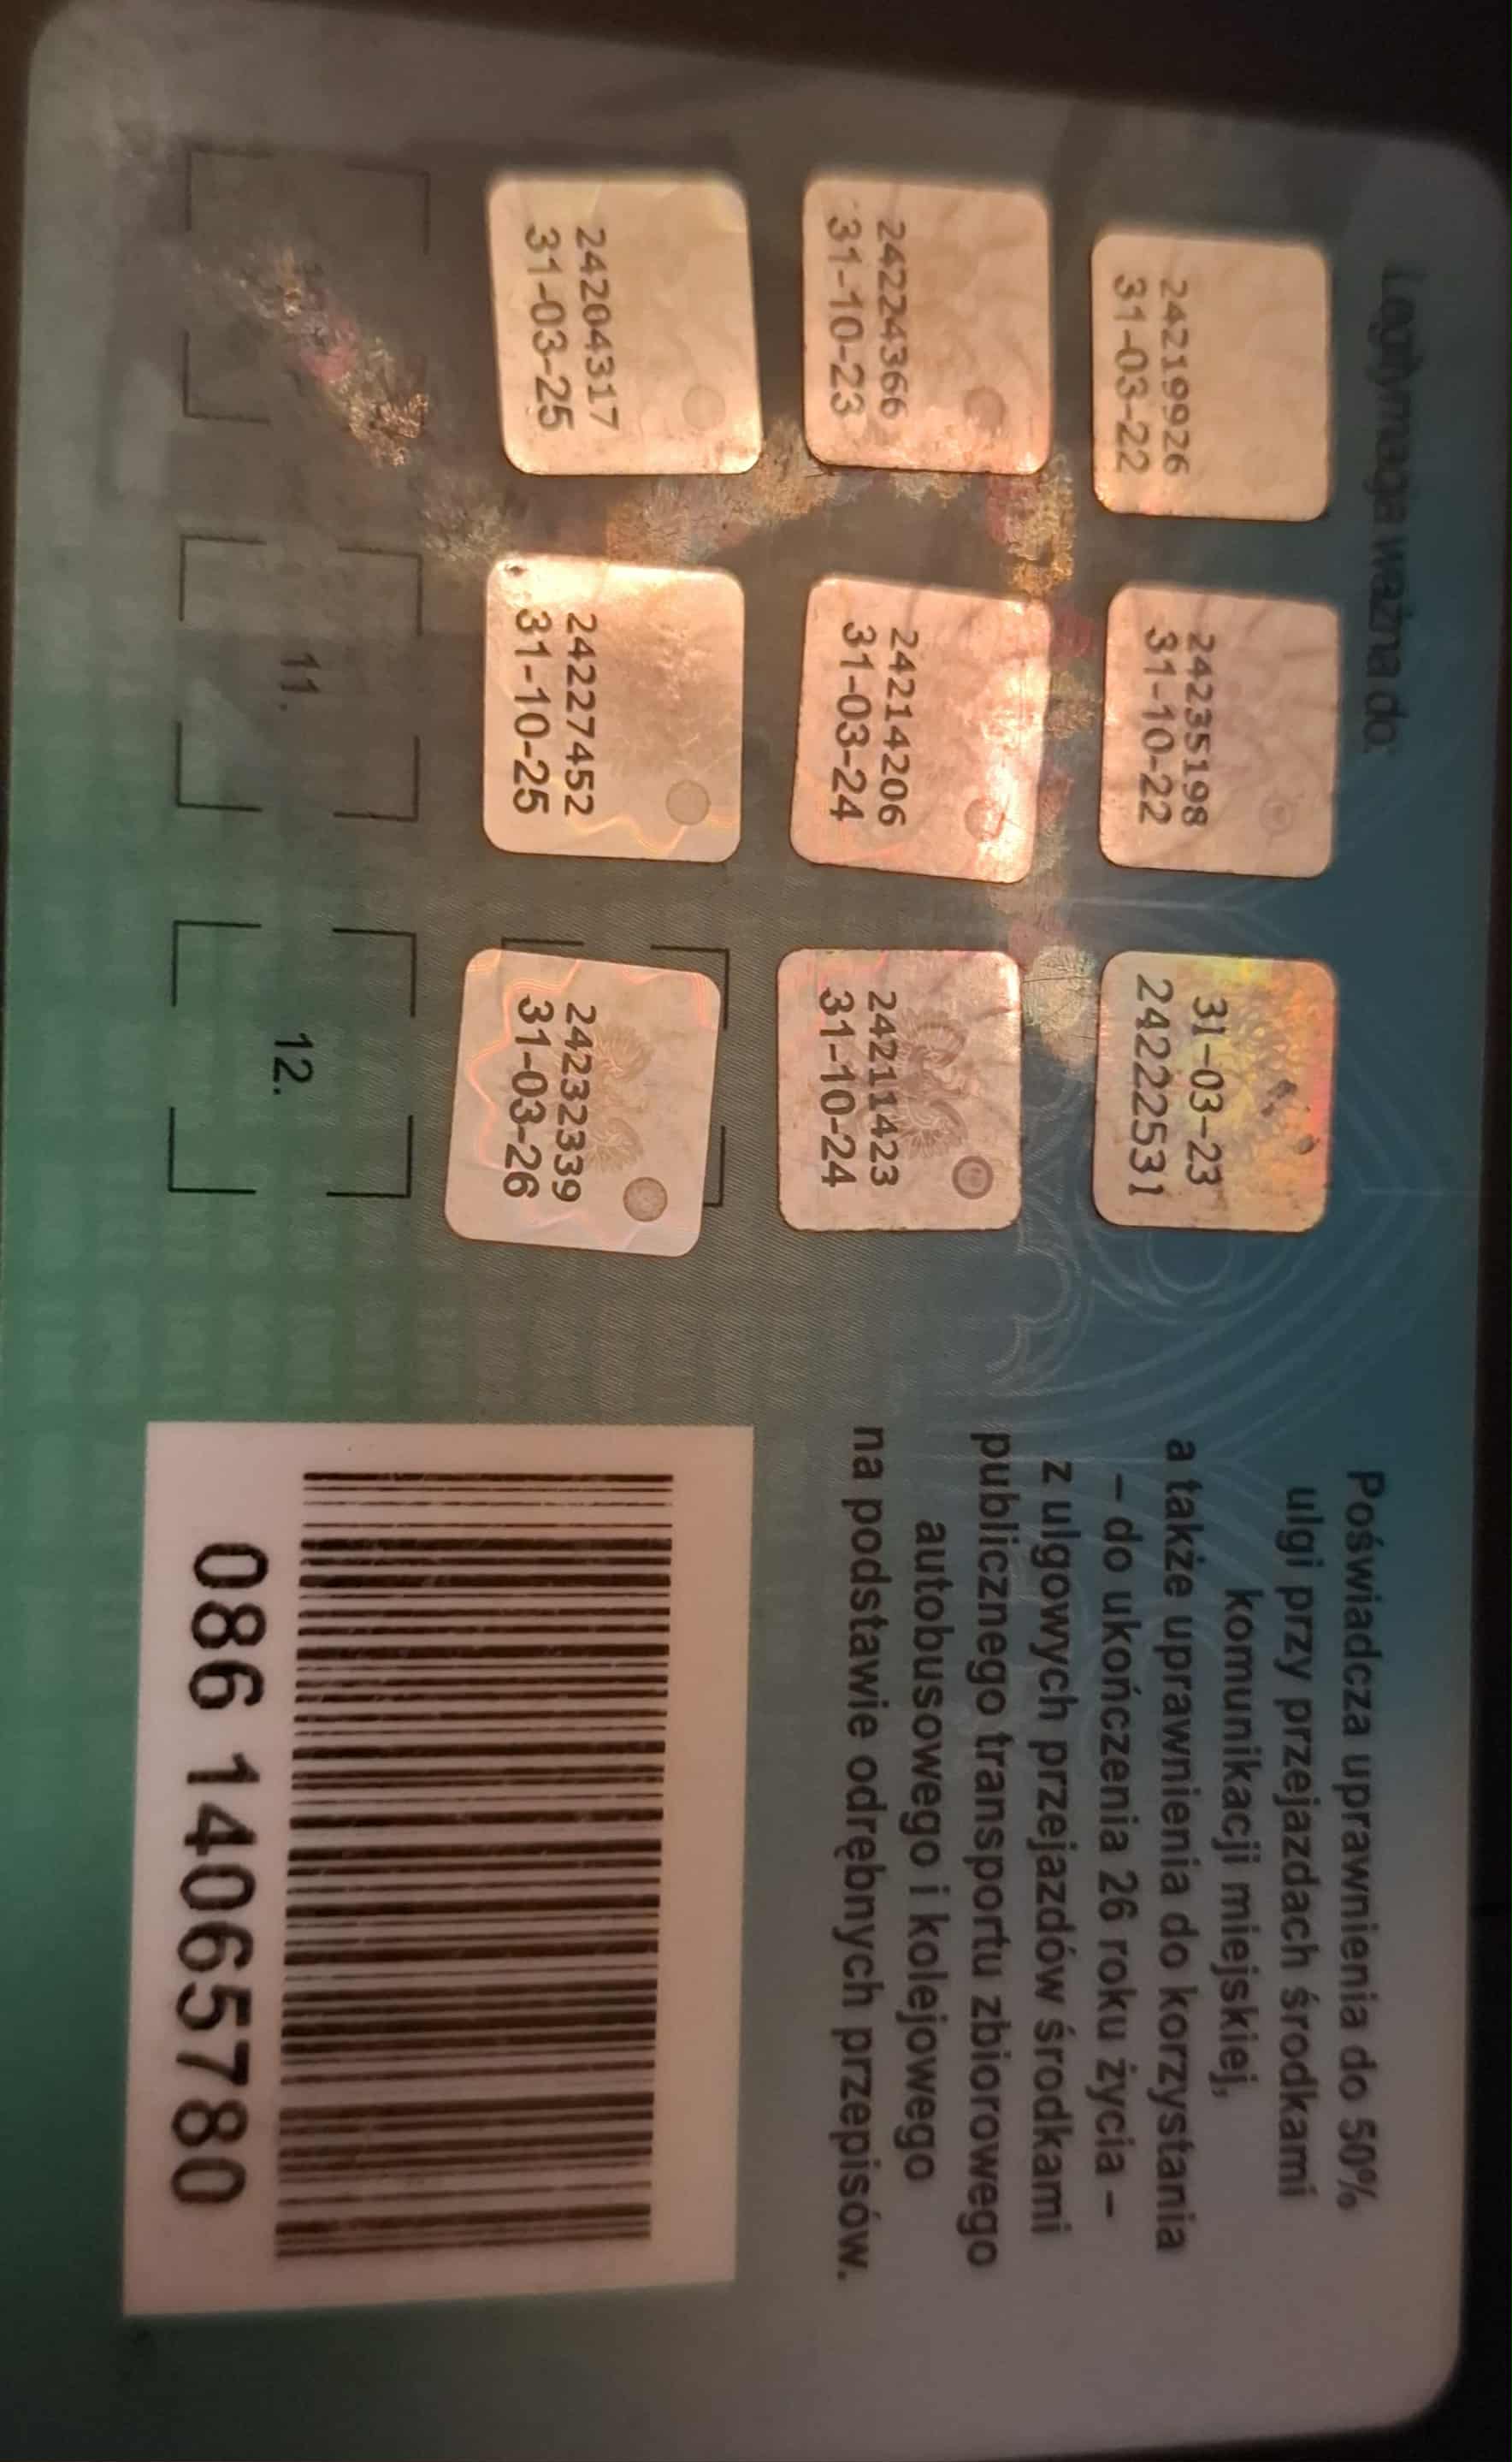 Legitymacja ważna do:
24219926
31-03-22
24235198
31-10-22
31-03-23
24222531
24224366
31-10-23
24214206
31-03-24
24211423
31-10-24
24204317
31-03-25
24227452
31-10-25
24232339
31-03-26
11.
12.
Poświadcza uprawnienia do 50%
ulgi przy przejazdach środkami
komunikacji miejskiej,
a także uprawnienia do korzystania
– do ukończenia 26 roku życia –
z ulgowych przejazdów środkami
publicznego transportu zbiorowego
autobusowego i kolejowego
na podstawie odrębnych przepisów.
086 14065780